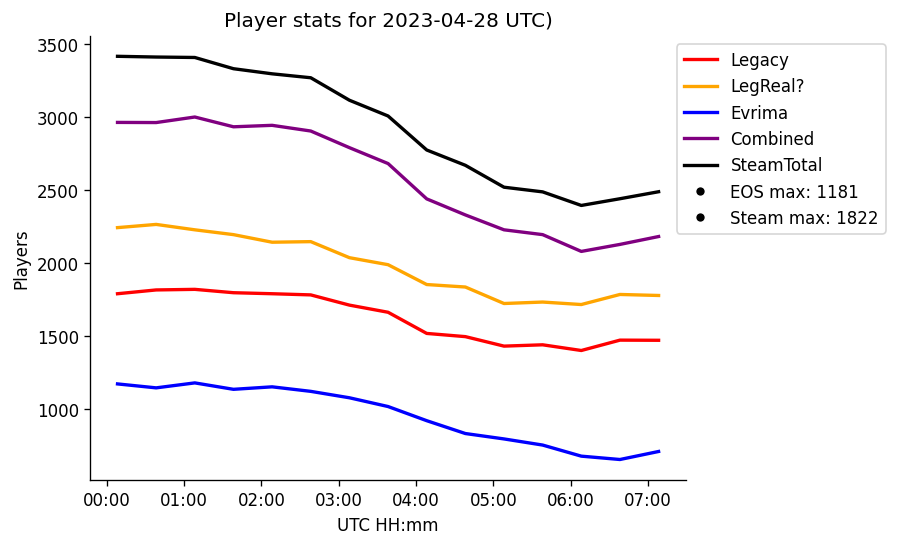 Player stats for 2023-04-28 UTC)
3500
3000
2500
2000
1500
1000
Players
00:00 01:00 02:00 03:00 04:00 05:00 06:00 07:00
UTC HH:mm
Legacy
LegReal?
Evrima
Combined
SteamTotal
EOS max: 1181
Steam max: 1822